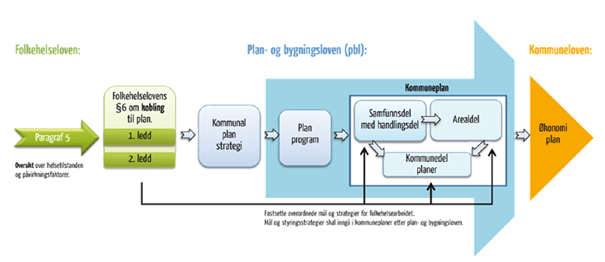 Folkehelseloven:
Plan- og bygningsloven (pbl):
Kommuneloven:
Paragraf 5
Oversikt over helsetilstanden
og påvirkningsfaktorer.
Folkehelselovens
§6 om kobling
til plan.
1. ledd
2. ledd
Kommunal
plan
strategi
Plan
program
Kommuneplan
Samfunnsdel
med handlingsdel
Arealdel
Kommunedel
planer
Økonomi
plan
Fastsette overordnede mål og strategier for folkehelsearbeidet.
Mål og styringsstrategier skal inngå i kommuneplaner etter plan- og bygningsloven.